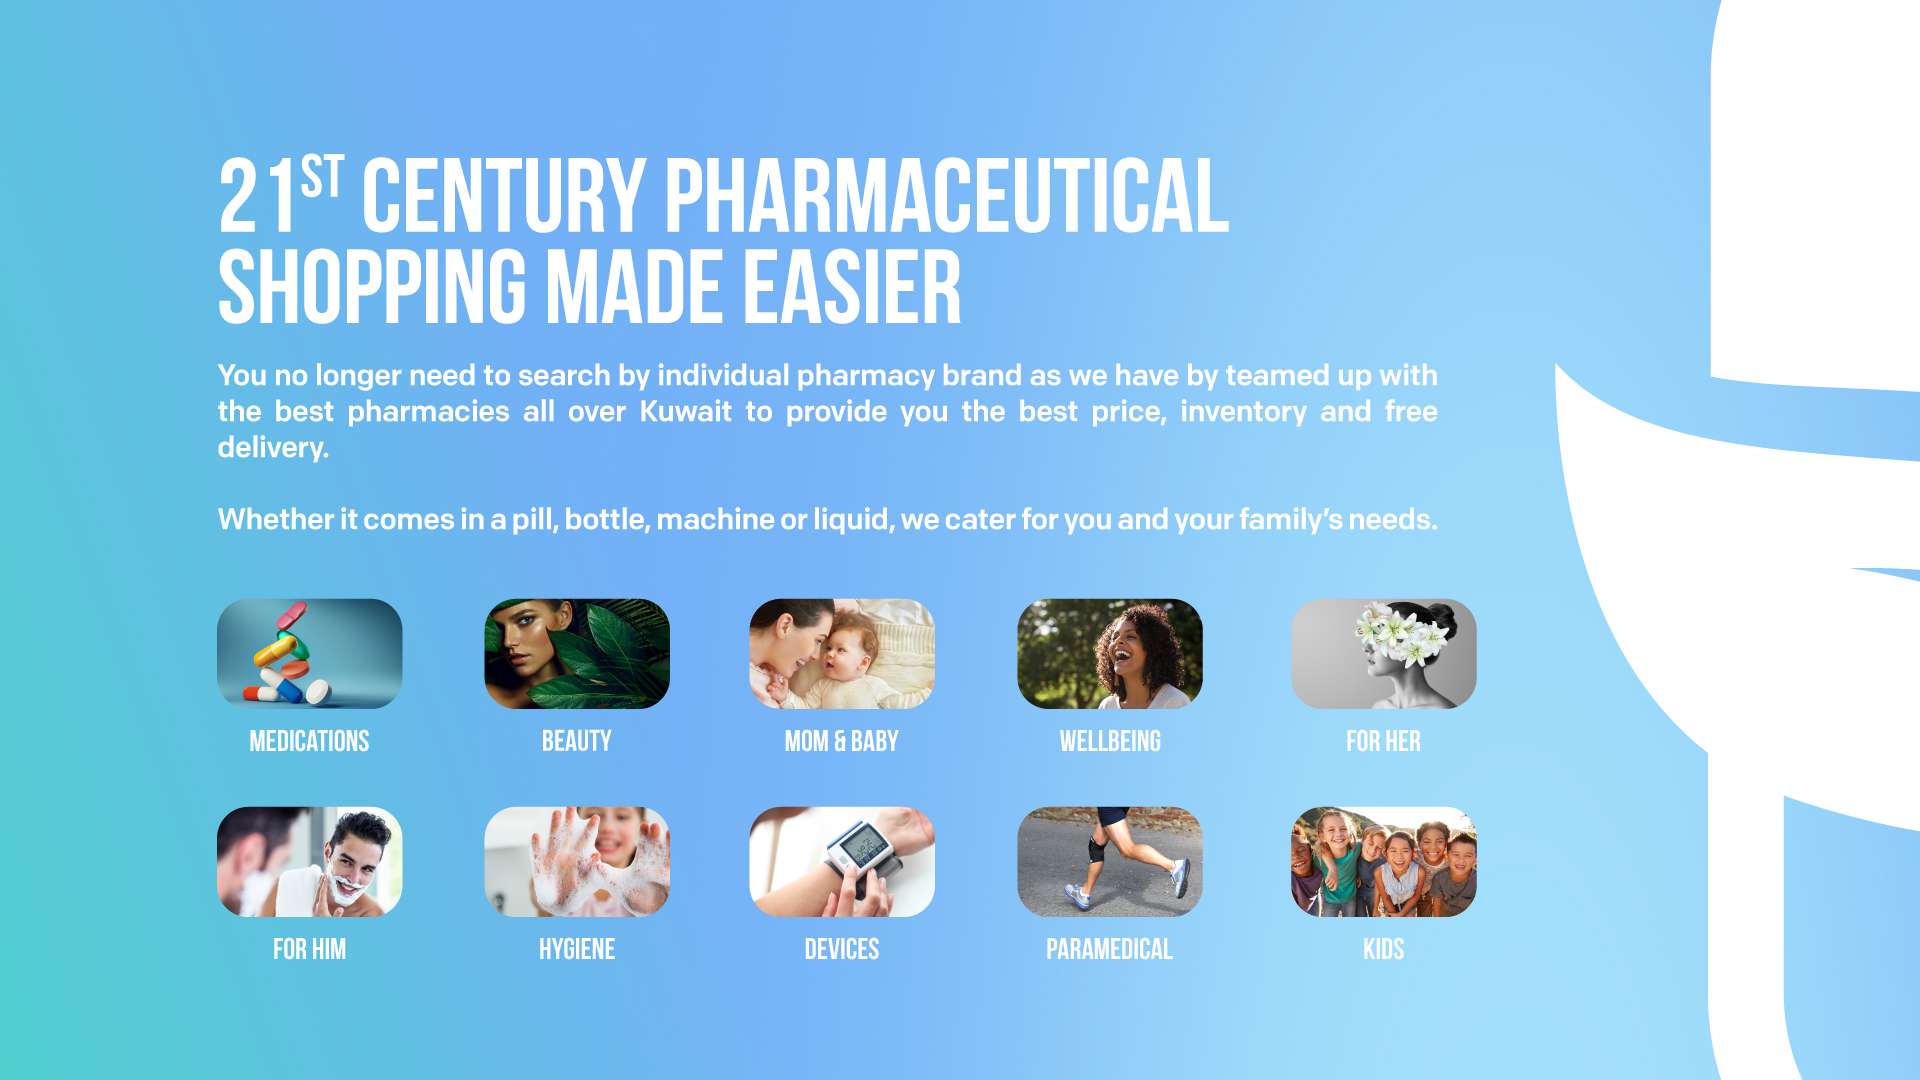 21ST CENTURY PHARMACEUTICAL
SHOPPING MADE EASIER
You no longer need to search by individual pharmacy brand as we have by teamed up with
the best pharmacies all over Kuwait to provide you the best price, inventory and free
delivery.
Whether it comes in a pill, bottle, machine or liquid, we cater for you and your family’s needs.
MEDICATIONS
BEAUTY
MOM & BABY
WELLBEING
FOR HER
FOR HIM
HYGIENE
DEVICES
PARAMEDICAL
KIDS